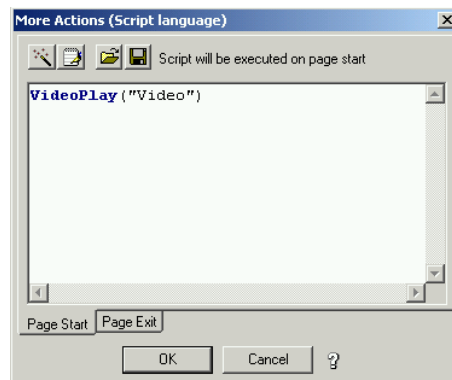 More Actions (Script language)
Script will be executed on page start
VideoPlay("Video")
Page Start Page Exit
OK Cancel ?